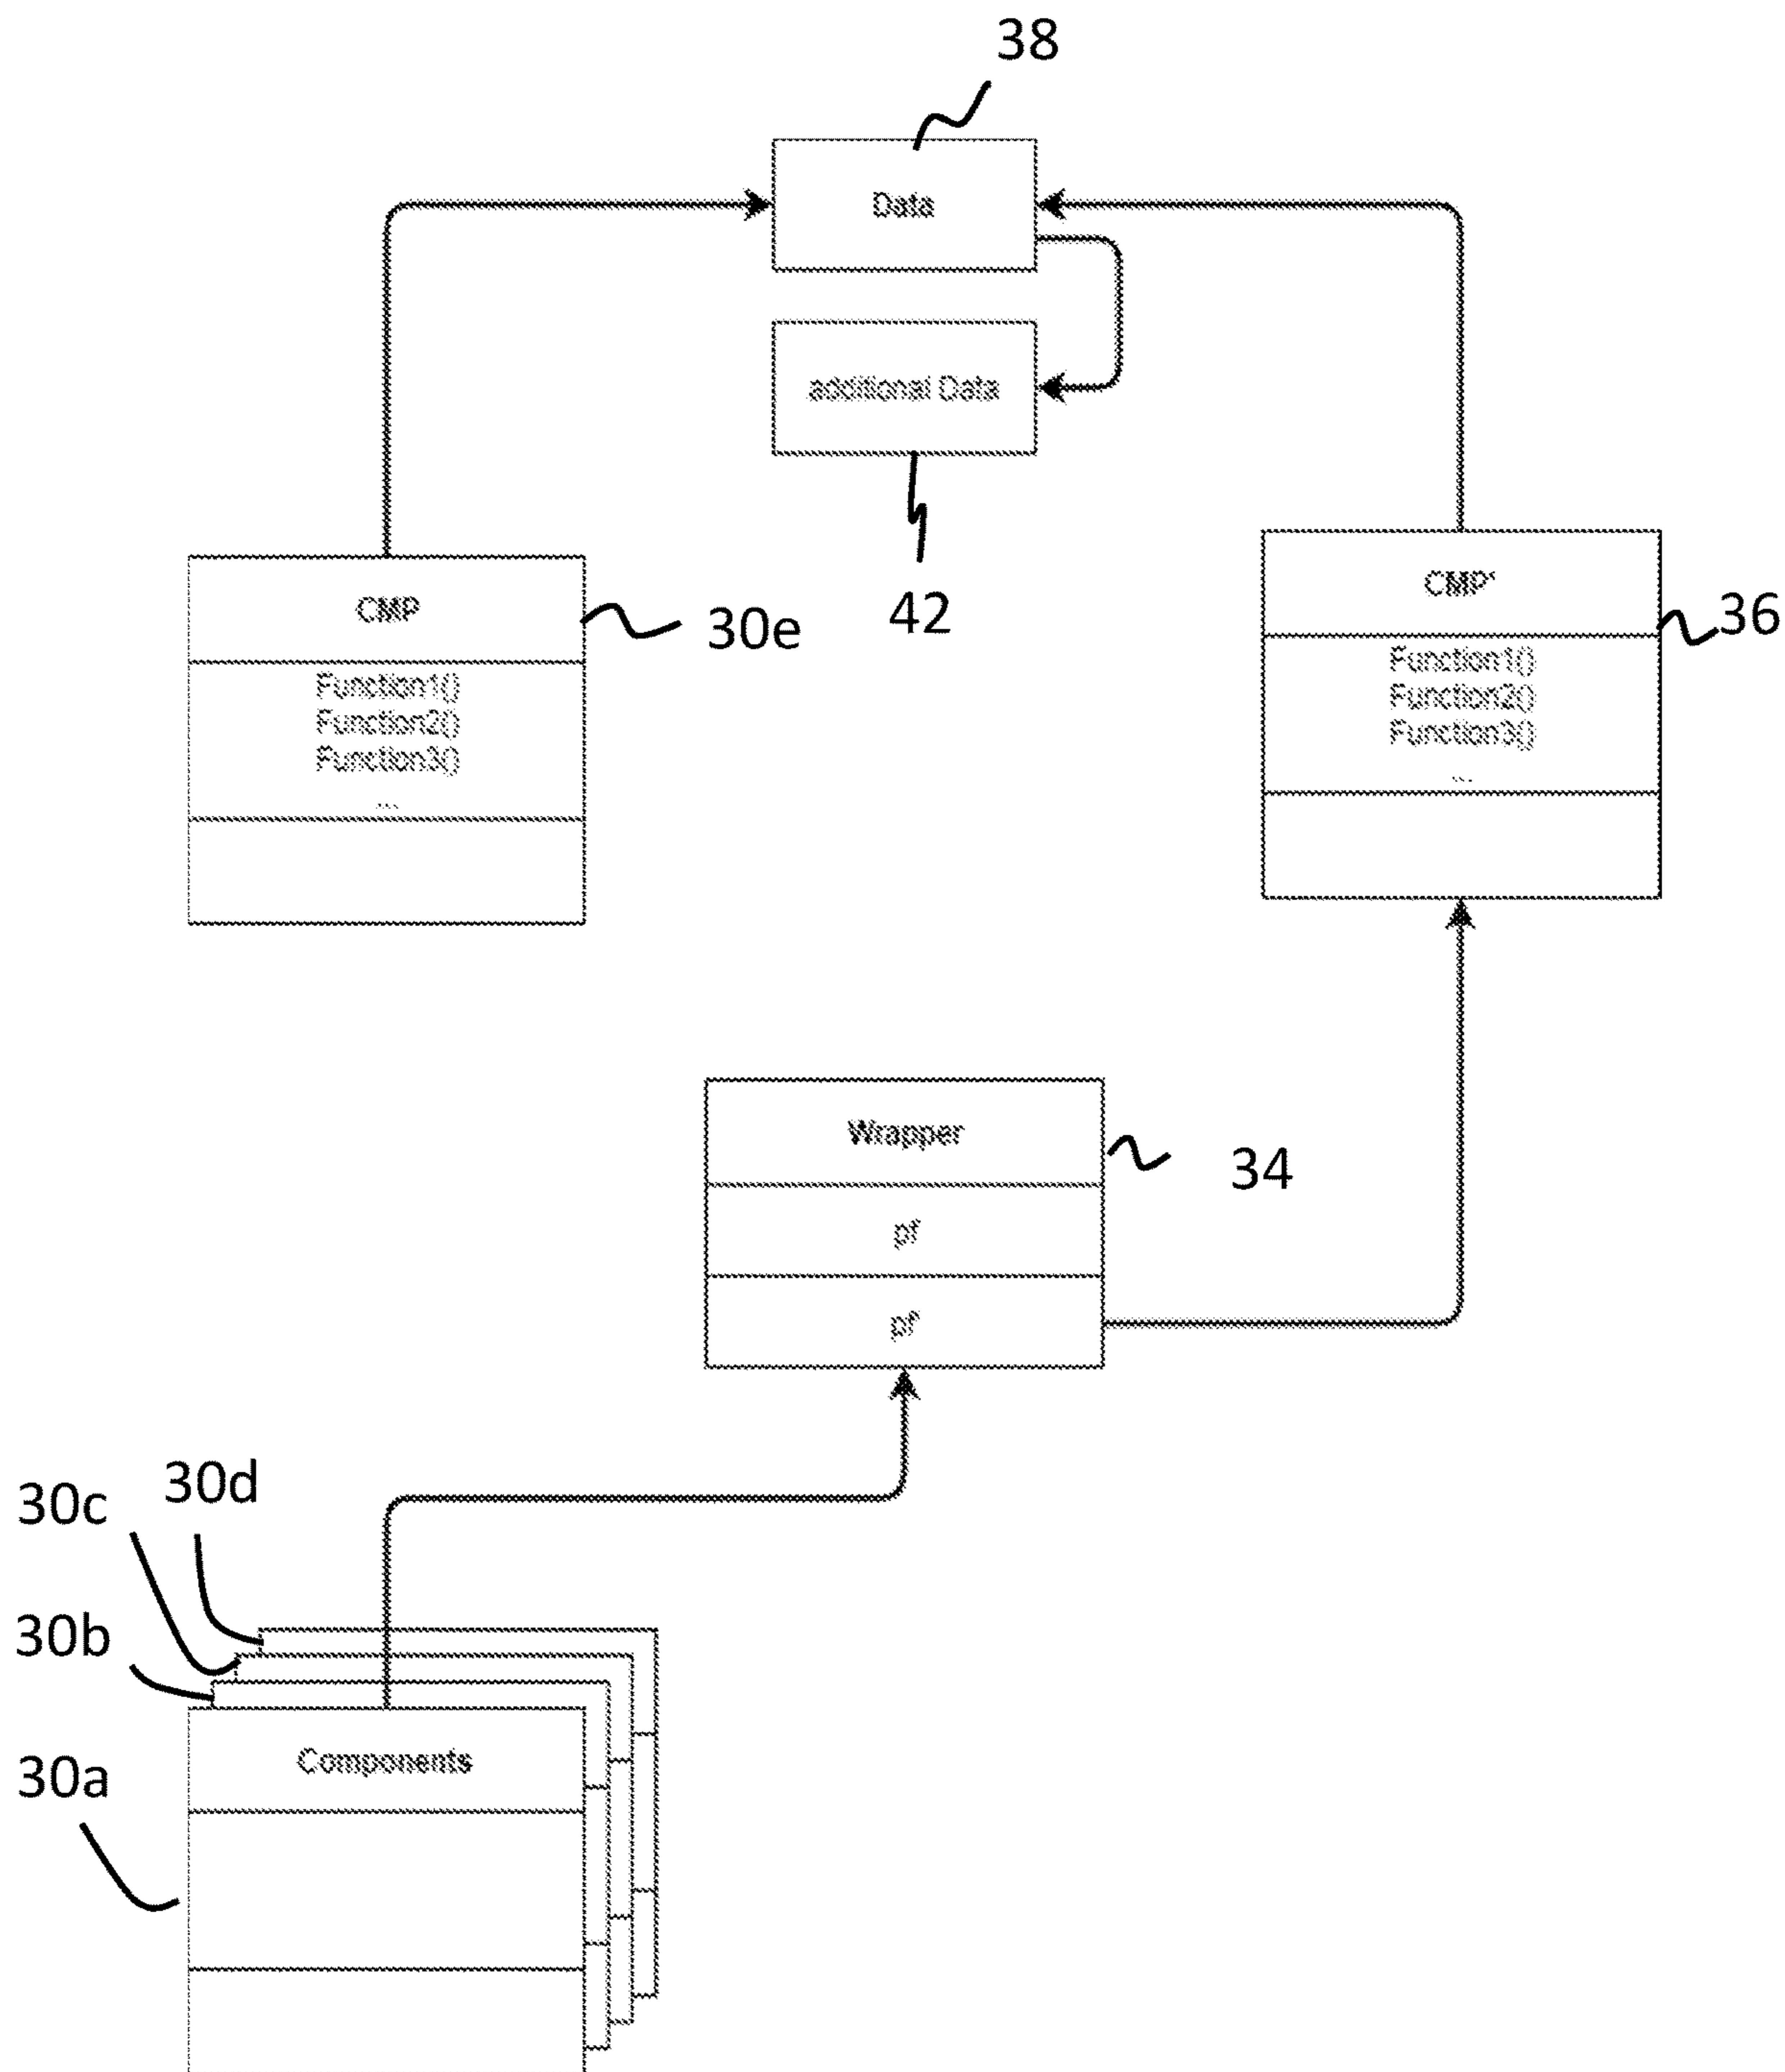 38
Data
additional Data
42
CMP
30e
Function1()
Function2()
Function3()
...
CMP'
36
Function1()
Function2()
Function3()
...
Wrapper
34
pf
pf'
30d
30c
30b
30a
Components